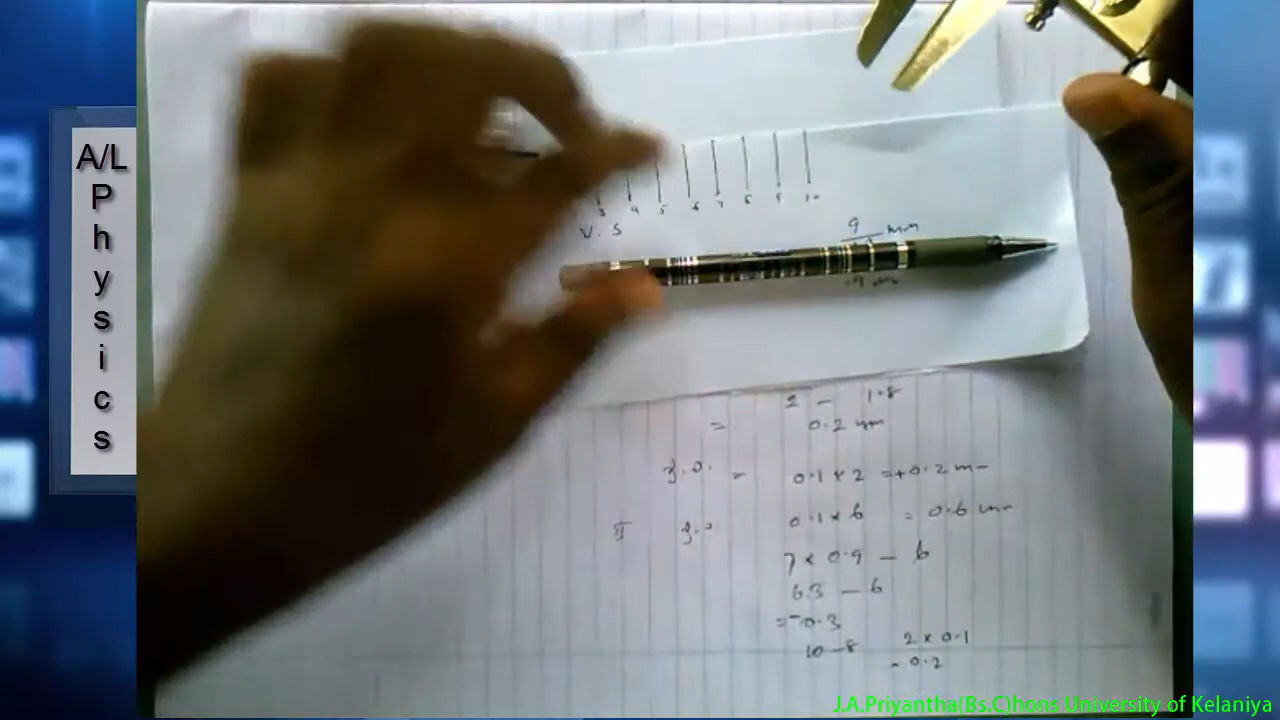 A/L
P
h
y
s
i
c
s
3 4 5 6 7 8 9 10
V. S
9 mm
2 - 1.8
= 0.2 mm
= 0.1 x 2 = +0.2 m
II 0.1 x 6 = 0.6 m
7 x 0.9 - 6
6.3 - 6
= -0.3
10 - 8 2 x 0.1
- 0.2
J.A.Priyantha(Bs.C)hons University of Kelaniya